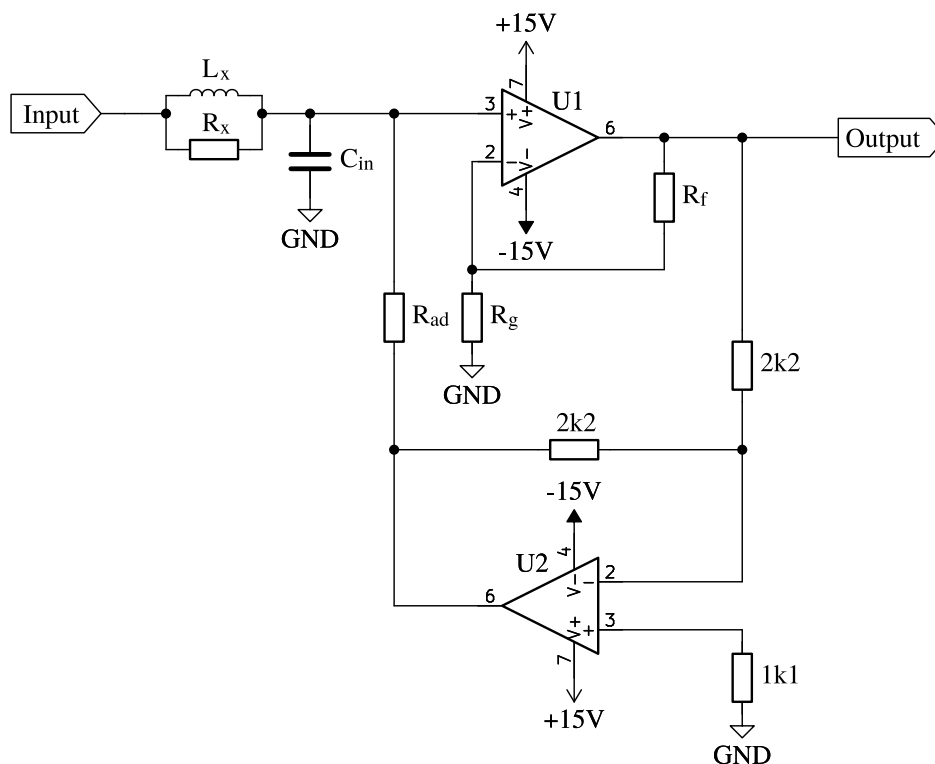 +15V
Lx
Input
Rx
Cin
GND
3
+
7
V+
U1
6
2
−
V-
4
-15V
Output
Rf
Rad
Rg
GND
2k2
2k2
-15V
U2
4
V-
−
2
6
3
+
V+
7
+15V
1k1
GND